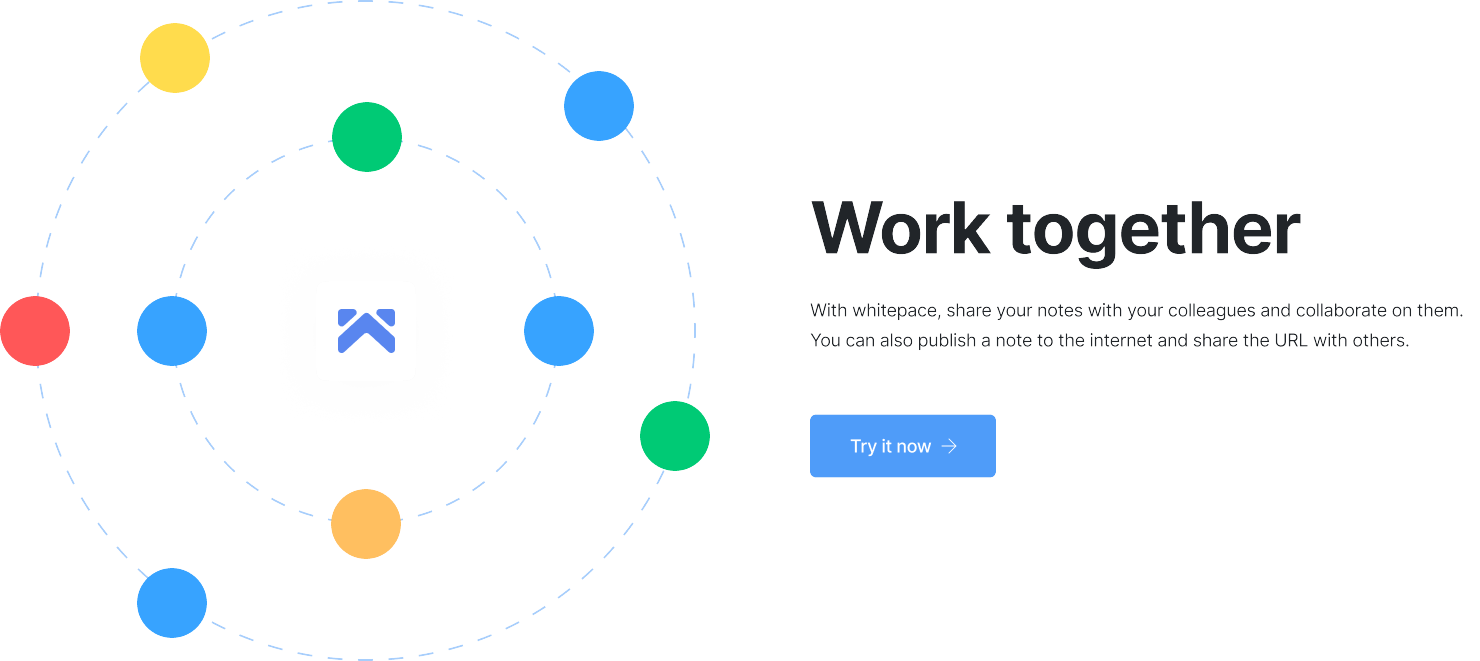 Work together
With whitepace, share your notes with your colleagues and collaborate on them.
You can also publish a note to the internet and share the URL with others.
Try it now →